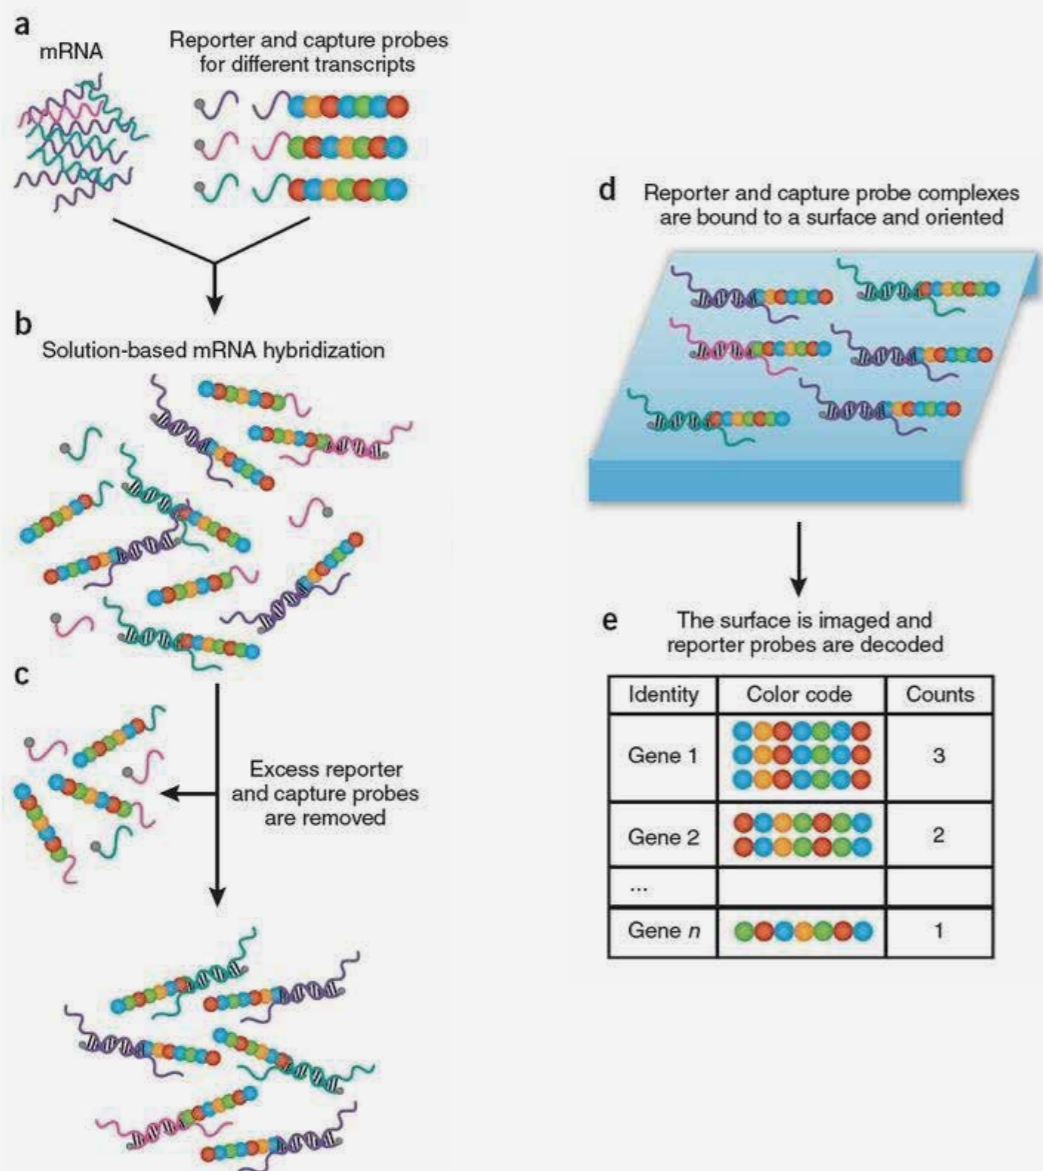 a
mRNA
Reporter and capture probes
for different transcripts
b
Solution-based mRNA hybridization
c
Excess reporter
and capture probes
are removed
d
Reporter and capture probe complexes
are bound to a surface and oriented
e
The surface is imaged and
reporter probes are decoded
Identity Color code Counts
Gene 1 3
Gene 2 2
...
Gene n 1